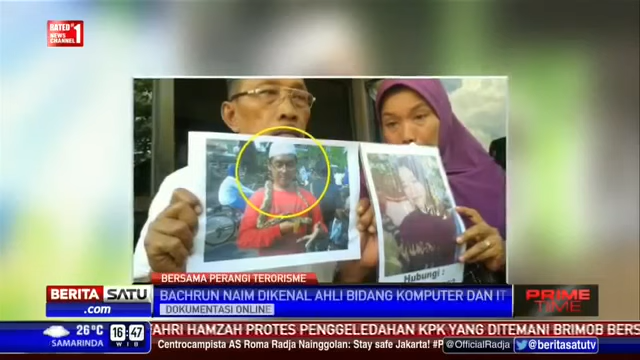 RATED #1
NEWS CHANNEL
Hubungi :
BERSAMA PERANGI TERORISME
BERITA SATU
.com
BACHRUN NAIM DIKENAL AHLI BIDANG KOMPUTER DAN IT
DOKUMENTASI ONLINE
PRIME
TIME
26°C
SAMARINDA
16:47
WIB
FAHRI HAMZAH PROTES PENGGELEDAHAN KPK YANG DITEMANI BRIMOB BERS
Centrocampista AS Roma Radja Nainggolan: Stay safe Jakarta! #P
@OfficialRadja
@beritasatutv